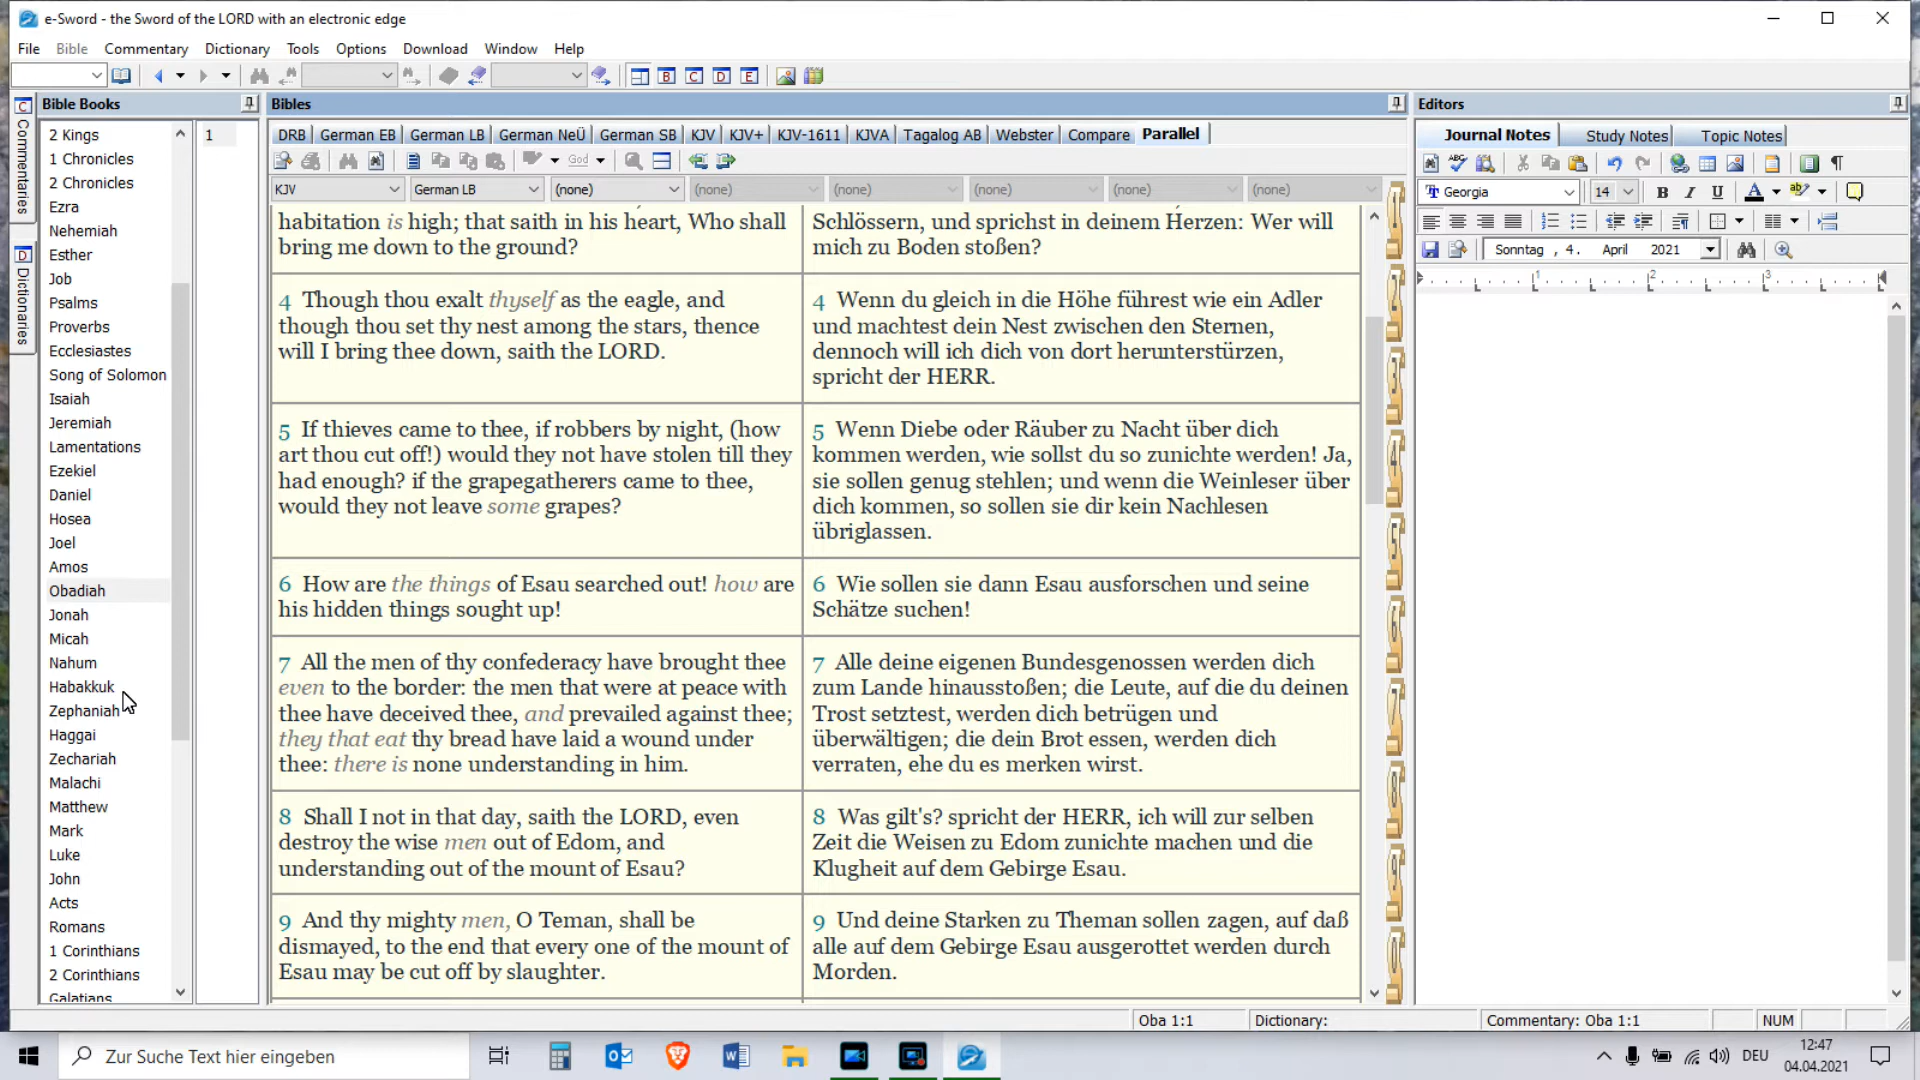 e-Sword - the Sword of the LORD with an electronic edge
File Bible Commentary Dictionary Tools Options Download Window Help
B C D E
Bible Books
Bibles
Editors
C Commentaries
D Dictionaries
2 Kings
1 Chronicles
2 Chronicles
Ezra
Nehemiah
Esther
Job
Psalms
Proverbs
Ecclesiastes
Song of Solomon
Isaiah
Jeremiah
Lamentations
Ezekiel
Daniel
Hosea
Joel
Amos
Obadiah
Jonah
Micah
Nahum
Habakkuk
Zephaniah
Haggai
Zechariah
Malachi
Matthew
Mark
Luke
John
Acts
Romans
1 Corinthians
2 Corinthians
Galatians
1
DRB German EB German LB German NeÜ German SB KJV KJV+ KJV-1611 KJVA Tagalog AB Webster Compare Parallel
God
KJV German LB (none) (none) (none) (none) (none) (none)
habitation is high; that saith in his heart, Who shall
bring me down to the ground?
Schlössern, und sprichst in deinem Herzen: Wer will
mich zu Boden stoßen?
4 Though thou exalt thyself as the eagle, and
though thou set thy nest among the stars, thence
will I bring thee down, saith the LORD.
4 Wenn du gleich in die Höhe führest wie ein Adler
und machtest dein Nest zwischen den Sternen,
dennoch will ich dich von dort herunterstürzen,
spricht der HERR.
5 If thieves came to thee, if robbers by night, (how
art thou cut off!) would they not have stolen till they
had enough? if the grapegatherers came to thee,
would they not leave some grapes?
5 Wenn Diebe oder Räuber zu Nacht über dich
kommen werden, wie sollst du so zunichte werden! Ja,
sie sollen genug stehlen; und wenn die Weinleser über
dich kommen, so sollen sie dir kein Nachlesen
übriglassen.
6 How are the things of Esau searched out! how are
his hidden things sought up!
6 Wie sollen sie dann Esau ausforschen und seine
Schätze suchen!
7 All the men of thy confederacy have brought thee
even to the border: the men that were at peace with
thee have deceived thee, and prevailed against thee;
they that eat thy bread have laid a wound under
thee: there is none understanding in him.
7 Alle deine eigenen Bundesgenossen werden dich
zum Lande hinausstoßen; die Leute, auf die du deinen
Trost setztest, werden dich betrügen und
überwältigen; die dein Brot essen, werden dich
verraten, ehe du es merken wirst.
8 Shall I not in that day, saith the LORD, even
destroy the wise men out of Edom, and
understanding out of the mount of Esau?
8 Was gilt's? spricht der HERR, ich will zur selben
Zeit die Weisen zu Edom zunichte machen und die
Klugheit auf dem Gebirge Esau.
9 And thy mighty men, O Teman, shall be
dismayed, to the end that every one of the mount of
Esau may be cut off by slaughter.
9 Und deine Starken zu Theman sollen zagen, auf daß
alle auf dem Gebirge Esau ausgerottet werden durch
Morden.
1
2
3
4
5
6
7
8
9
0
Journal Notes Study Notes Topic Notes
ABC
Georgia 14 B I U A
Sonntag , 4 . April 2021
1 2 3
Oba 1:1 Dictionary: Commentary: Oba 1:1 NUM
Zur Suche Text hier eingeben
DEU
12:47
04.04.2021